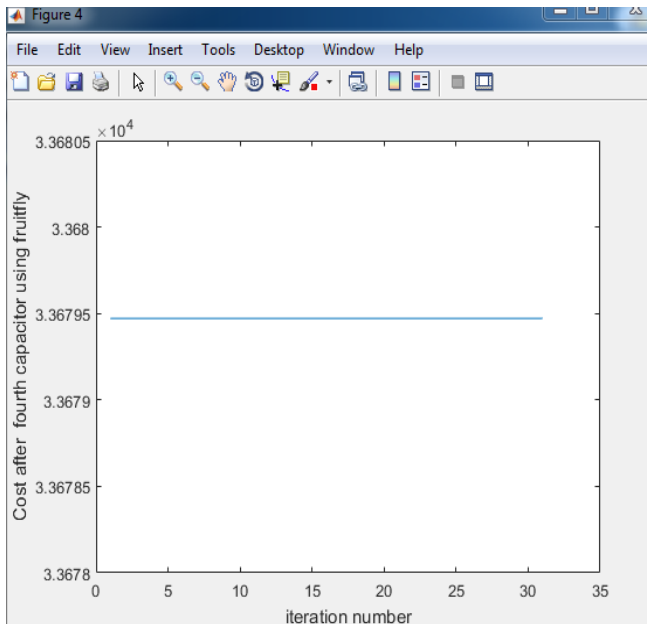 Figure 4
File Edit View Insert Tools Desktop Window Help
×10⁴
3.36805
3.368
3.36795
3.3679
3.36785
3.3678
Cost after fourth capacitor using fruitfly
0 5 10 15 20 25 30 35
iteration number